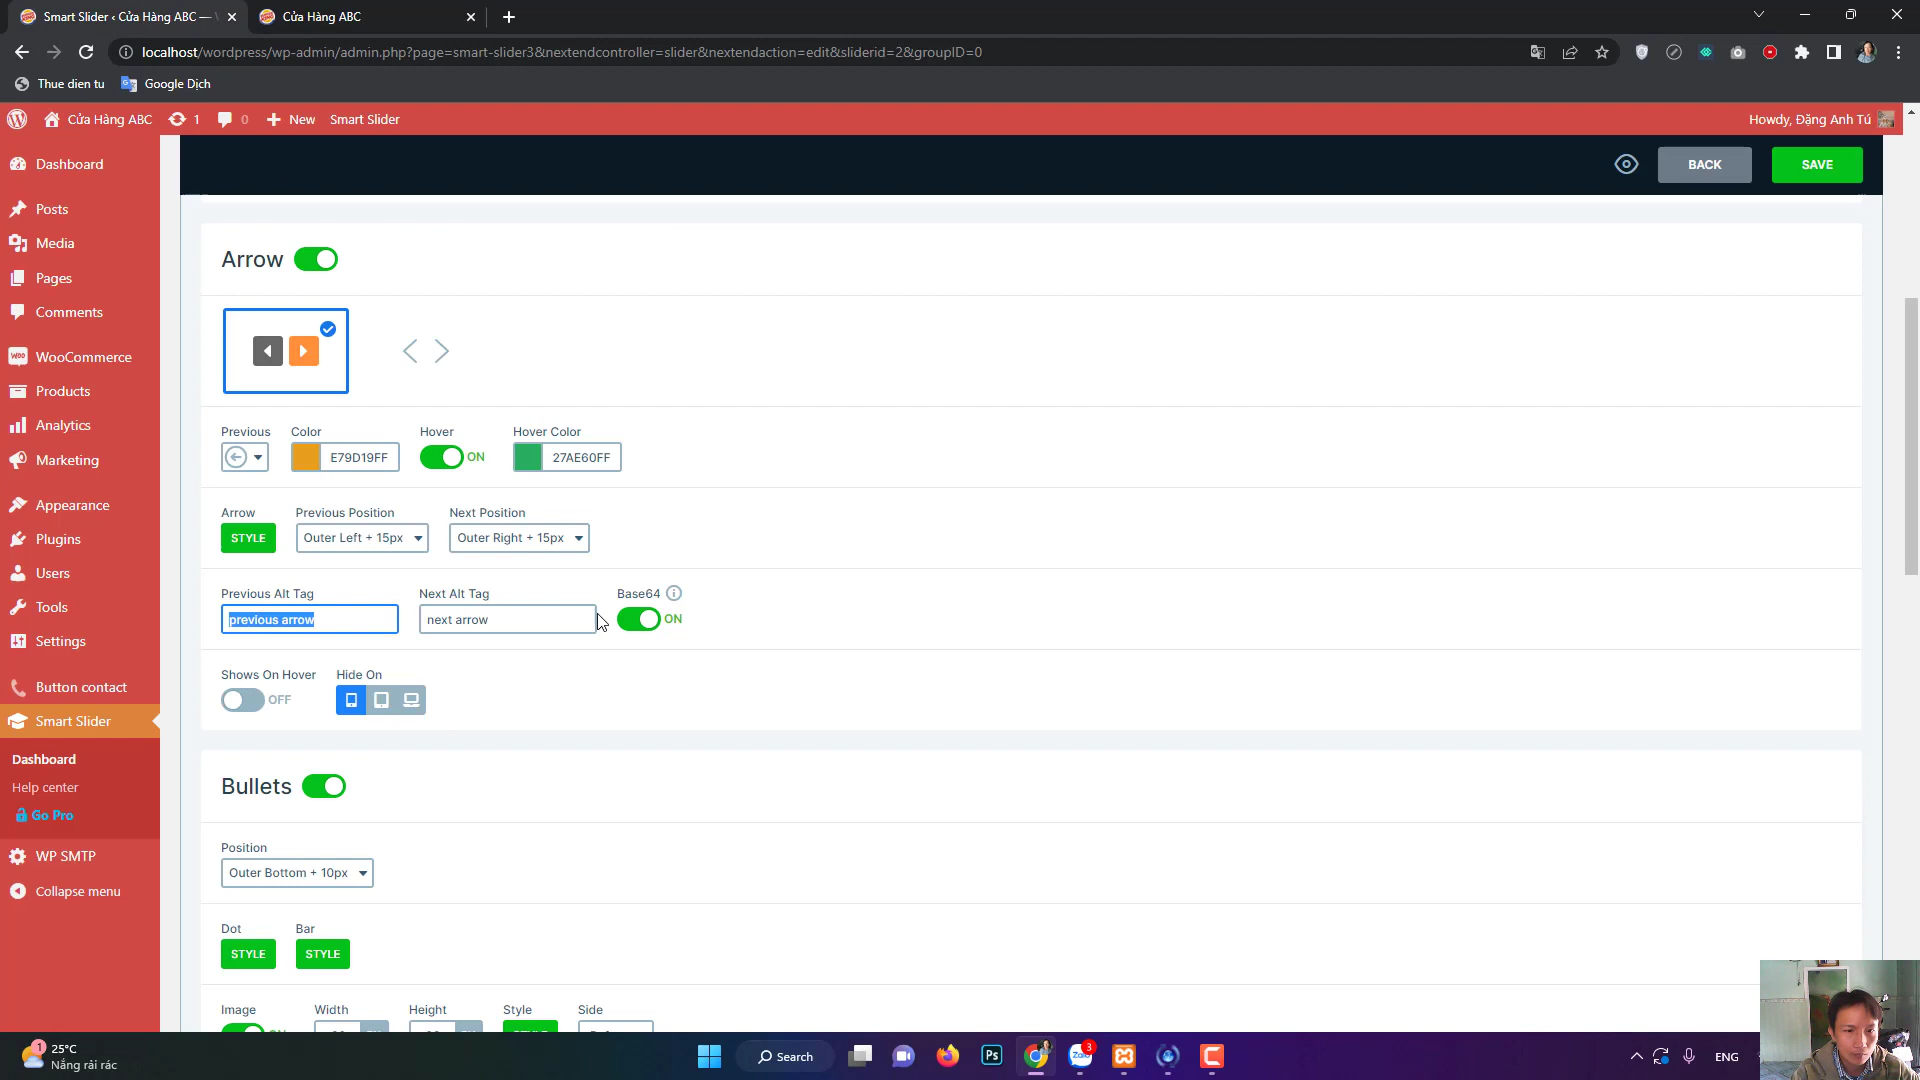 Smart Slider ‹ Cửa Hàng ABC —
Cửa Hàng ABC
localhost/wordpress/wp-admin/admin.php?page=smart-slider3&nextendcontroller=slider&nextendaction=edit&sliderid=2&groupID=0
Thue dien tu
Google Dịch
Cửa Hàng ABC
1
0
New
Smart Slider
Howdy, Đặng Anh Tú
BACK
SAVE
Dashboard
Posts
Media
Pages
Comments
WooCommerce
Products
Analytics
Marketing
Appearance
Plugins
Users
Tools
Settings
Button contact
Smart Slider
Dashboard
Help center
Go Pro
WP SMTP
Collapse menu
Arrow
Previous
Color
Hover
Hover Color
E79D19FF
ON
27AE60FF
Arrow
Previous Position
Next Position
STYLE
Outer Left + 15px
Outer Right + 15px
Previous Alt Tag
Next Alt Tag
Base64
previous arrow
next arrow
ON
Shows On Hover
Hide On
OFF
Bullets
Position
Outer Bottom + 10px
Dot
Bar
STYLE
STYLE
Image
Width
Height
Style
Side
1
25°C
Nắng rải rác
Search
Ps
Zalo
3
ENG